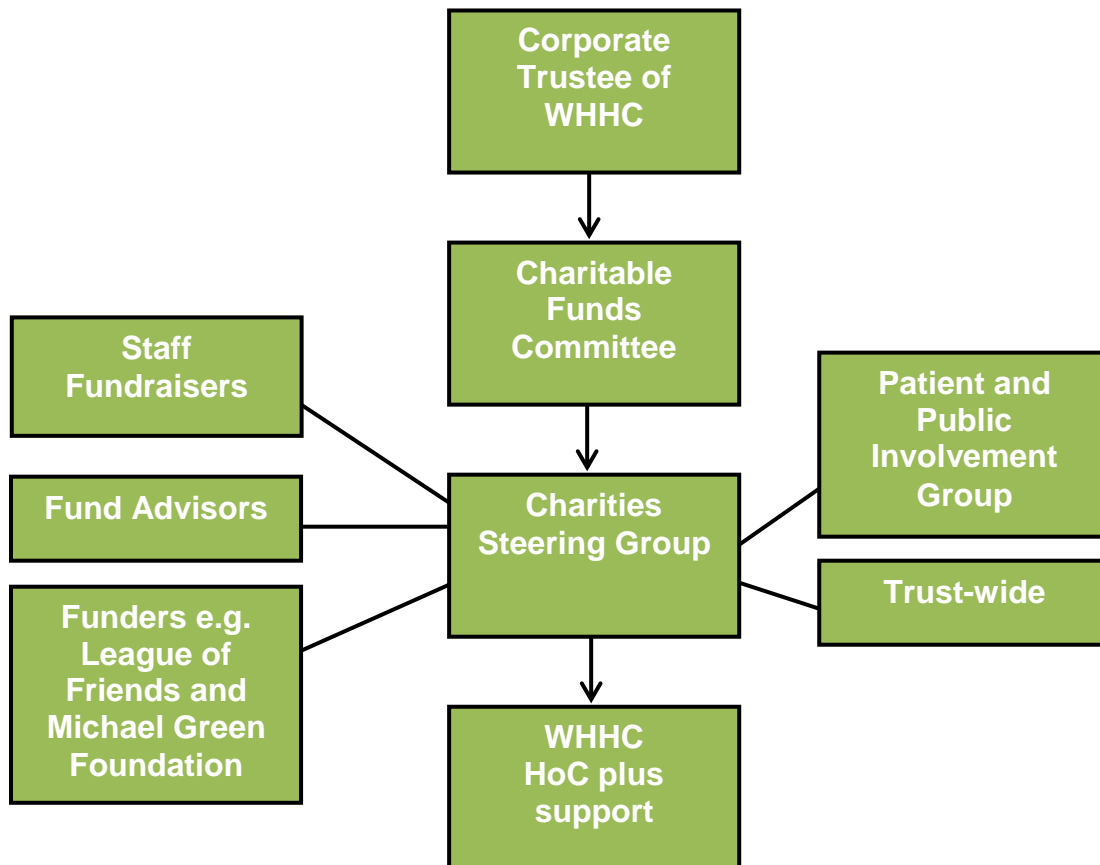 Corporate
Trustee of
WHHC
Charitable
Funds
Committee
Staff
Fundraisers
Patient and
Public
Involvement
Group
Fund Advisors
Charities
Steering Group
Trust-wide
Funders e.g.
League of
Friends and
Michael Green
Foundation
WHHC
HoC plus
support